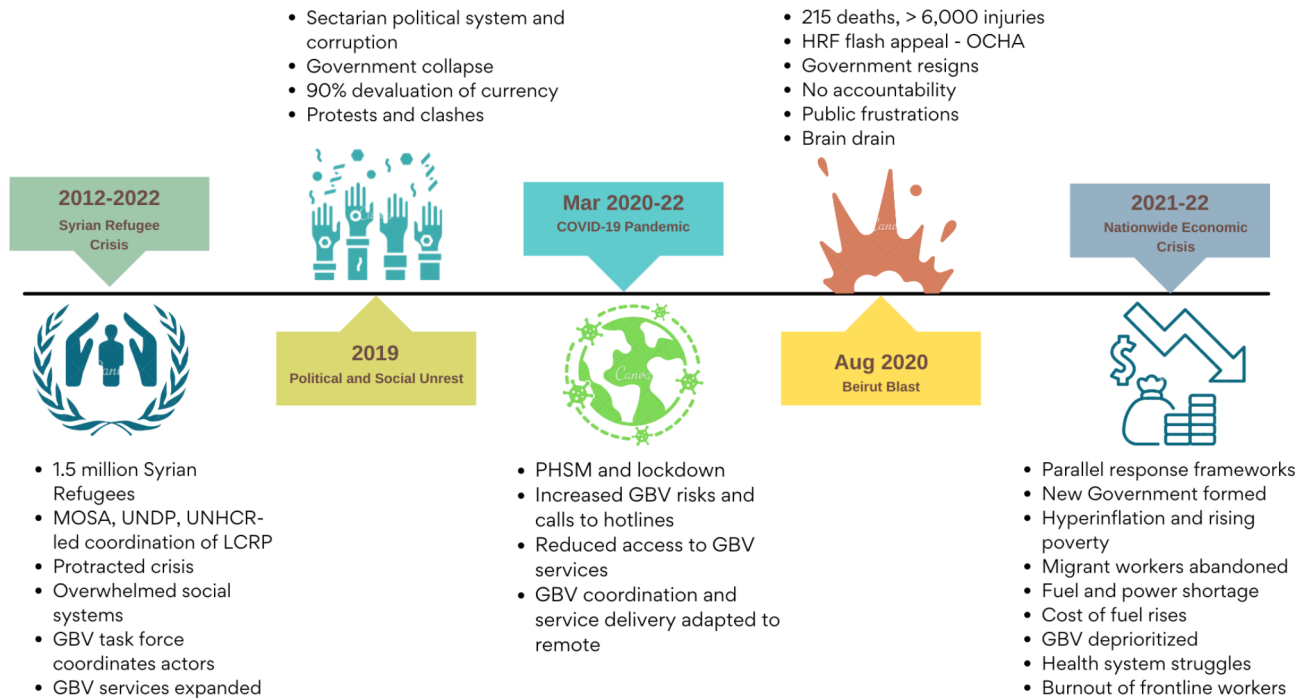 2012-2022
Syrian Refugee
Crisis
• 1.5 million Syrian
Refugees
• MOSA, UNDP, UNHCR-
led coordination of LCRP
• Protracted crisis
• Overwhelmed social
systems
• GBV task force
coordinates actors
• GBV services expanded
• Sectarian political system and
corruption
• Government collapse
• 90% devaluation of currency
• Protests and clashes
2019
Political and Social Unrest
Mar 2020-22
COVID-19 Pandemic
Canva
• PHSM and lockdown
• Increased GBV risks and
calls to hotlines
• Reduced access to GBV
services
• GBV coordination and
service delivery adapted to
remote
• 215 deaths, > 6,000 injuries
• HRF flash appeal - OCHA
• Government resigns
• No accountability
• Public frustrations
• Brain drain
Aug 2020
Beirut Blast
2021-22
Nationwide Economic
Crisis
$
• Parallel response frameworks
• New Government formed
• Hyperinflation and rising
poverty
• Migrant workers abandoned
• Fuel and power shortage
• Cost of fuel rises
• GBV deprioritized
• Health system struggles
• Burnout of frontline workers